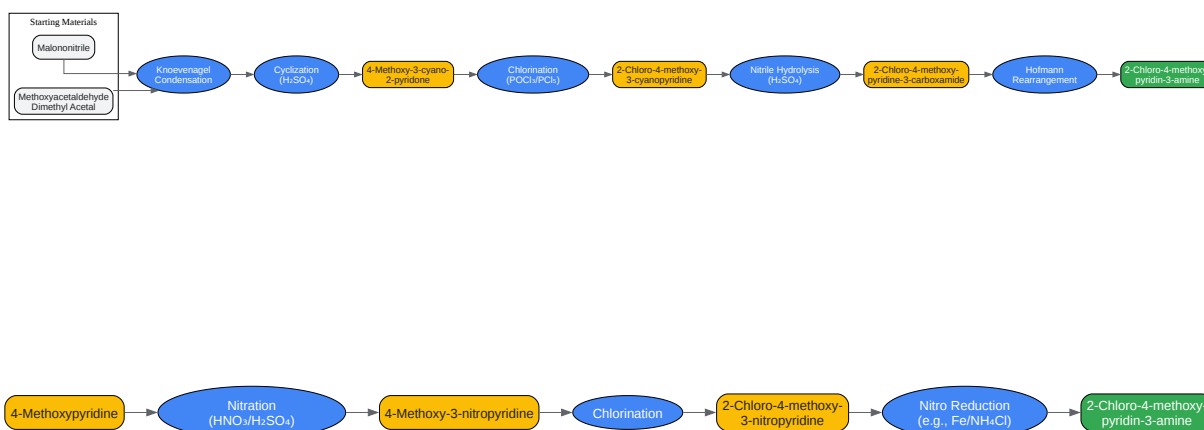 Starting Materials
Malononitrile
Methoxyacetaldehyde
Dimethyl Acetal
Knoevenagel
Condensation
Cyclization
(H₂SO₄)
4-Methoxy-3-cyano-
2-pyridone
Chlorination
(POCl₃/PCl₅)
2-Chloro-4-methoxy-
3-cyanopyridine
Nitrile Hydrolysis
(H₂SO₄)
2-Chloro-4-methoxy-
pyridine-3-carboxamide
Hofmann
Rearrangement
2-Chloro-4-methoxy-
pyridin-3-amine
4-Methoxypyridine
Nitration
(HNO₃/H₂SO₄)
4-Methoxy-3-nitropyridine
Chlorination
2-Chloro-4-methoxy-
3-nitropyridine
Nitro Reduction
(e.g., Fe/NH₄Cl)
2-Chloro-4-methoxy-
pyridin-3-amine